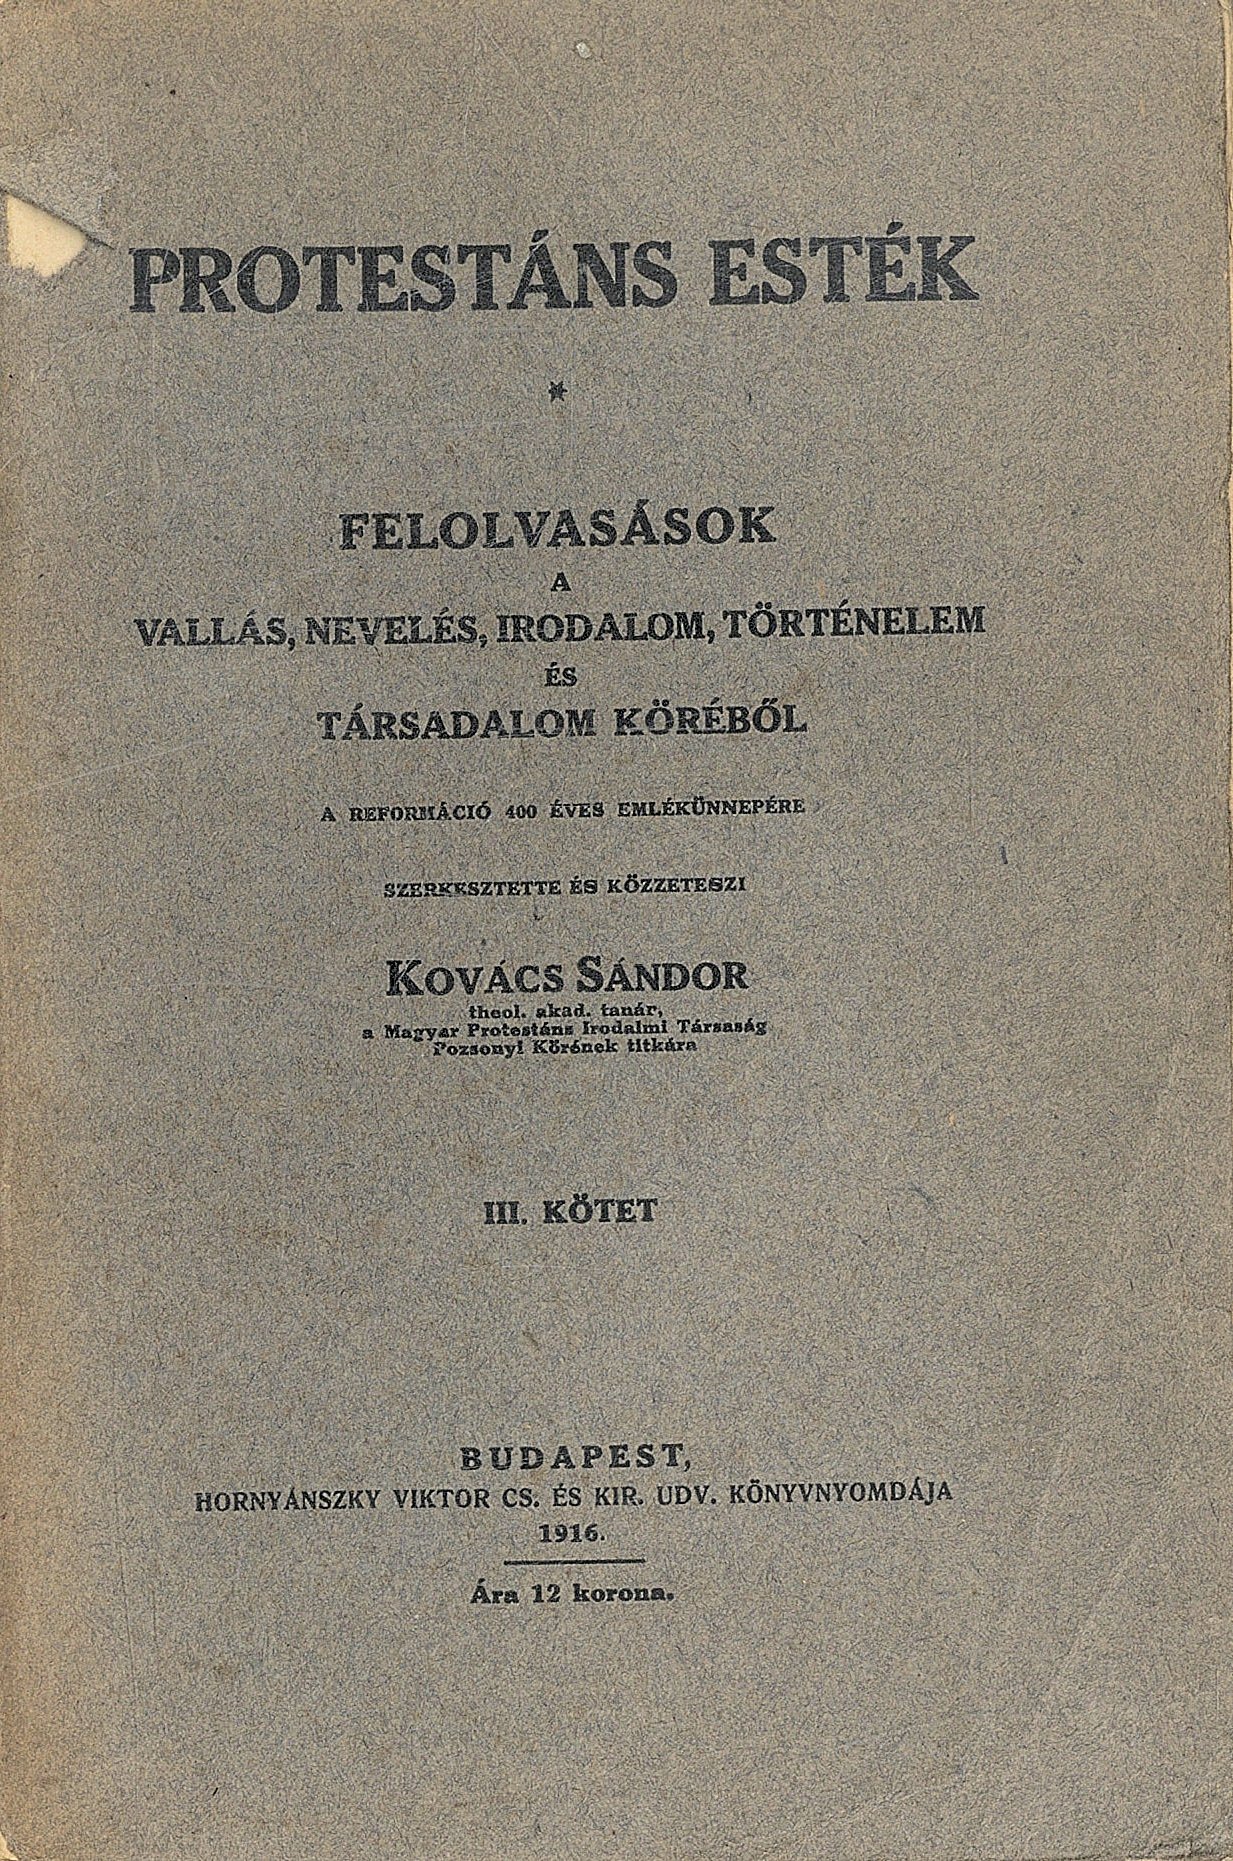 PROTESTÁNS ESTÉK
*
FELOLVASÁSOK
A
VALLÁS, NEVELÉS, IRODALOM, TÖRTÉNELEM
ÉS
TÁRSADALOM KÖRÉBŐL
A REFORMÁCIÓ 400 ÉVES EMLÉKÜNNEPÉRE
SZERKESZTETTE ÉS KÖZZETESZI
KOVÁCS SÁNDOR
theol. akad. tanár,
a Magyar Protestáns Irodalmi Társaság
Pozsonyi Körének titkára
III. KÖTET
BUDAPEST,
HORNYÁNSZKY VIKTOR CS. ÉS KIR. UDV. KÖNYVNYOMDÁJA
1916.
Ára 12 korona.